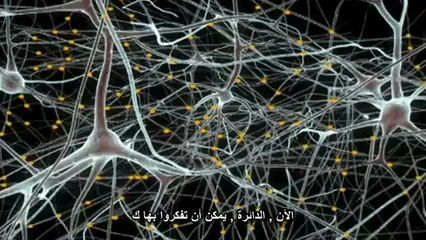 الآن , الدائرة , يمكن أن تفكروا بها ك